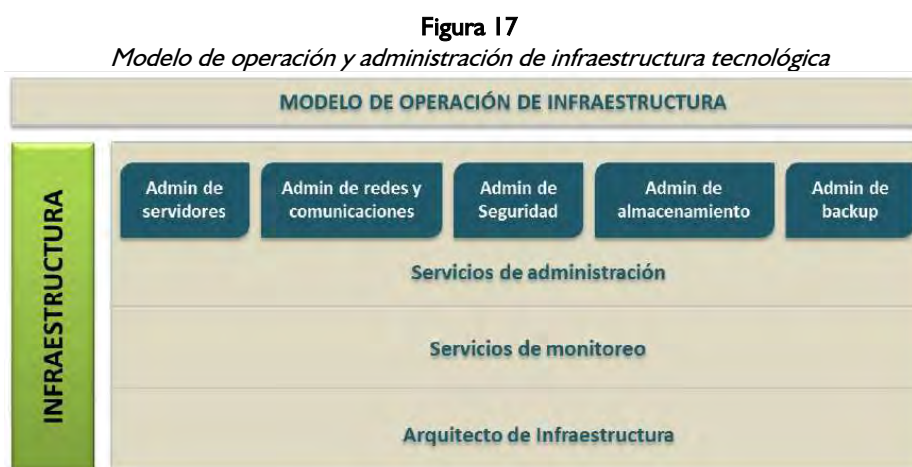 Figura 17
Modelo de operación y administración de infraestructura tecnológica
MODELO DE OPERACIÓN DE INFRAESTRUCTURA
INFRAESTRUCTURA
Admin de
servidores
Admin de redes y
comunicaciones
Admin de
Seguridad
Admin de
almacenamiento
Admin de
backup
Servicios de administración
Servicios de monitoreo
Arquitecto de Infraestructura